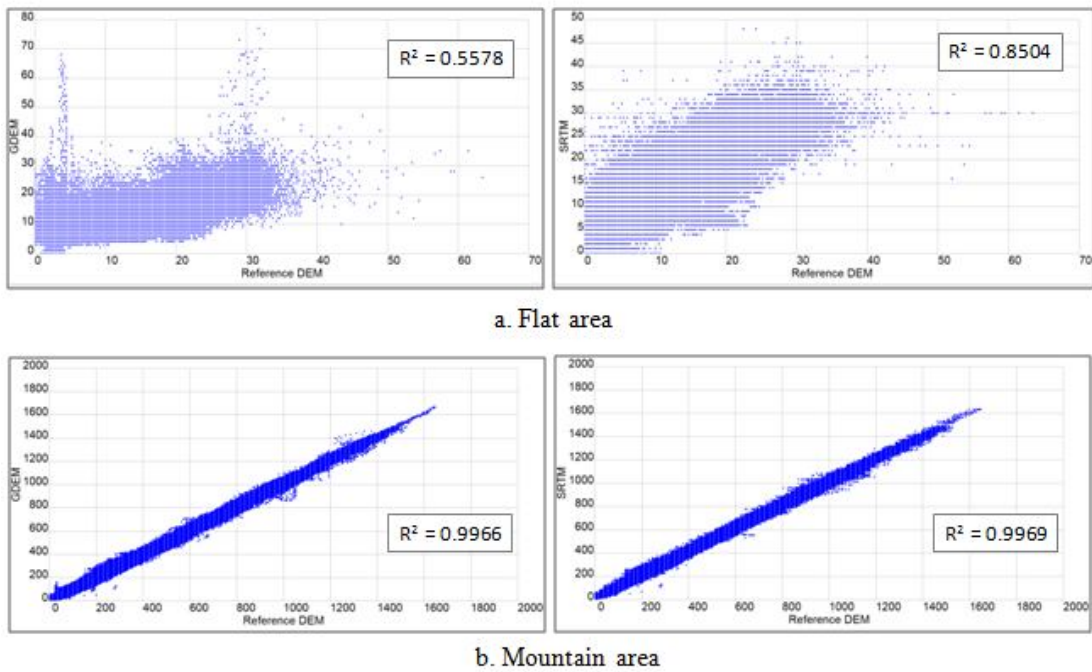 80
70
60
50
40
30
20
10
0
GDEM
R² = 0.5578
0 10 20 30 40 50 60 70
Reference DEM
50
45
40
35
30
25
20
15
10
5
0
SRTM
R² = 0.8504
0 10 20 30 40 50 60 70
Reference DEM
a. Flat area
2000
1800
1600
1400
1200
1000
800
600
400
200
0
GDEM
R² = 0.9966
0 200 400 600 800 1000 1200 1400 1600 2000
Reference DEM
2000
1800
1600
1400
1200
1000
800
600
400
200
0
SRTM
R² = 0.9969
0 200 400 600 800 1000 1200 1400 1600 2000
Reference DEM
b. Mountain area